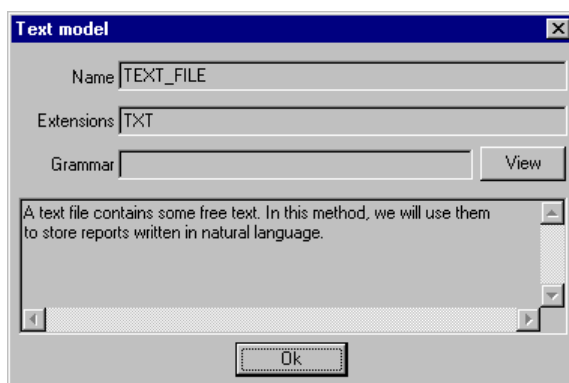 Text model
Name TEXT_FILE
Extensions TXT
Grammar View
A text file contains some free text. In this method, we will use them
to store reports written in natural language.
Ok